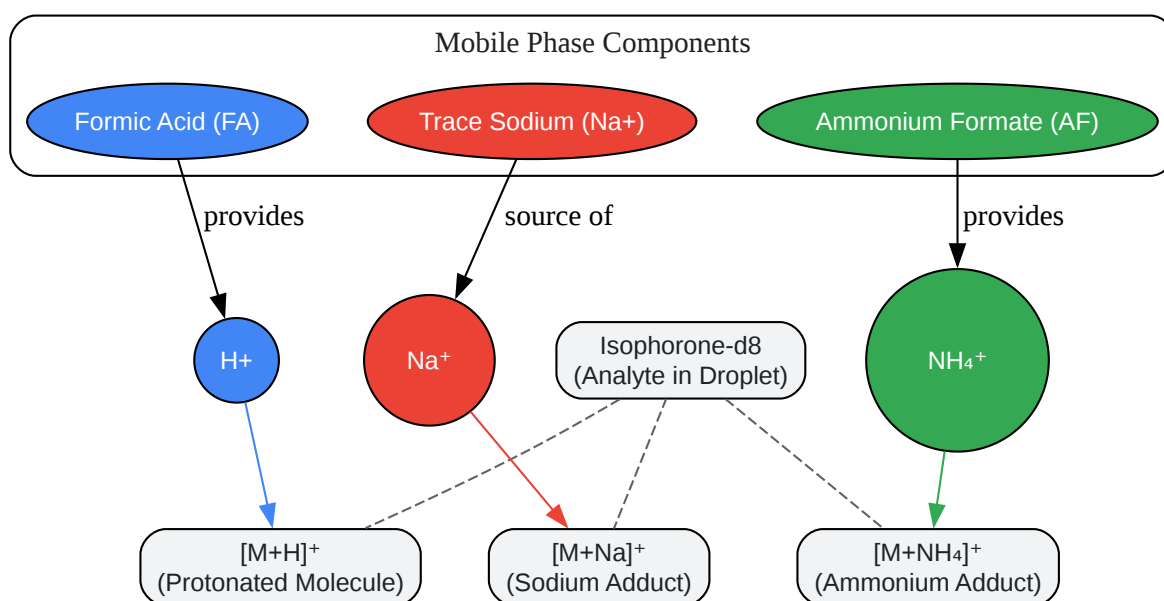 Mobile Phase Components
Formic Acid (FA)
Trace Sodium (Na+)
Ammonium Formate (AF)
provides
source of
provides
H+
Na⁺
Isophorone-d8
(Analyte in Droplet)
NH₄⁺
[M+H]⁺
(Protonated Molecule)
[M+Na]⁺
(Sodium Adduct)
[M+NH₄]⁺
(Ammonium Adduct)